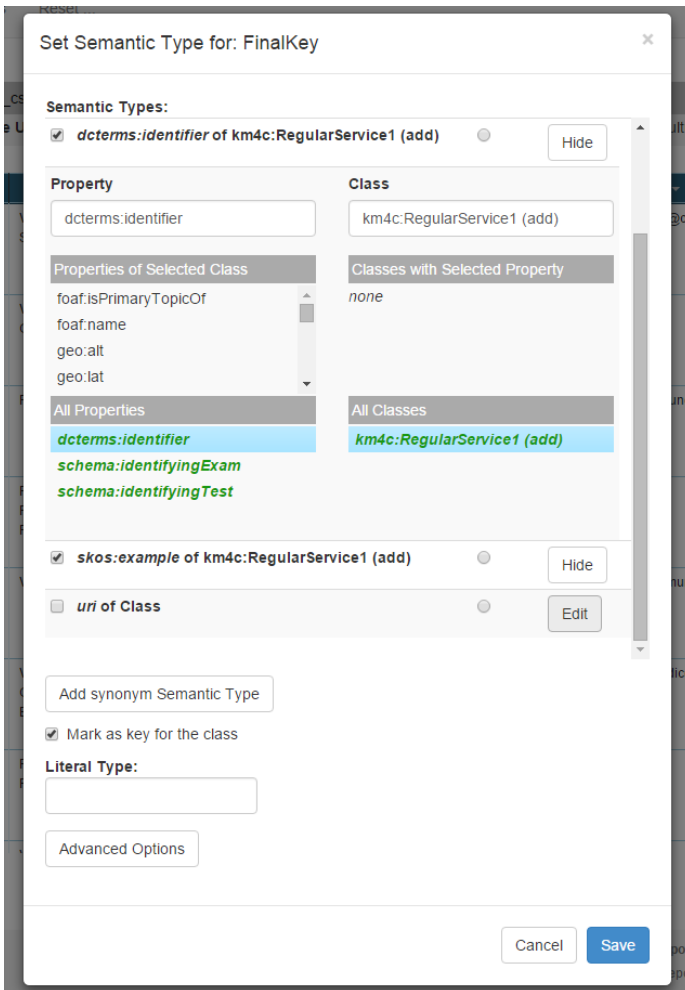 Reset ...
Set Semantic Type for: FinalKey
×
Semantic Types:
dcterms:identifier of km4c:RegularService1 (add)
Hide
Property
Class
dcterms:identifier
km4c:RegularService1 (add)
Properties of Selected Class
Classes with Selected Property
foaf:isPrimaryTopicOf
none
foaf:name
geo:alt
geo:lat
All Properties
All Classes
dcterms:identifier
km4c:RegularService1 (add)
schema:identifyingExam
schema:identifyingTest
skos:example of km4c:RegularService1 (add)
Hide
uri of Class
Edit
Add synonym Semantic Type
Mark as key for the class
Literal Type:
Advanced Options
Cancel
Save